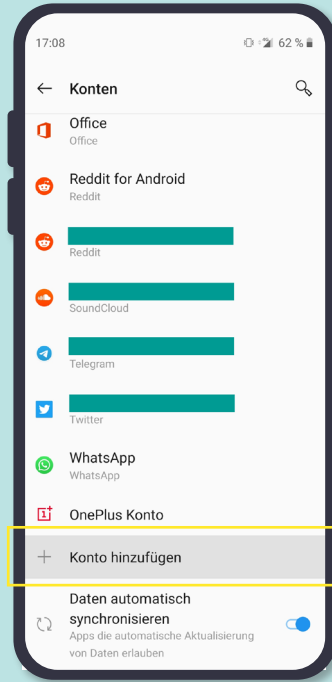 17:08
62 %
Konten
Office
Office
Reddit for Android
Reddit
Reddit
SoundCloud
Telegram
Twitter
WhatsApp
WhatsApp
OnePlus Konto
Konto hinzufügen
Daten automatisch
synchronisieren
Apps die automatische Aktualisierung
von Daten erlauben